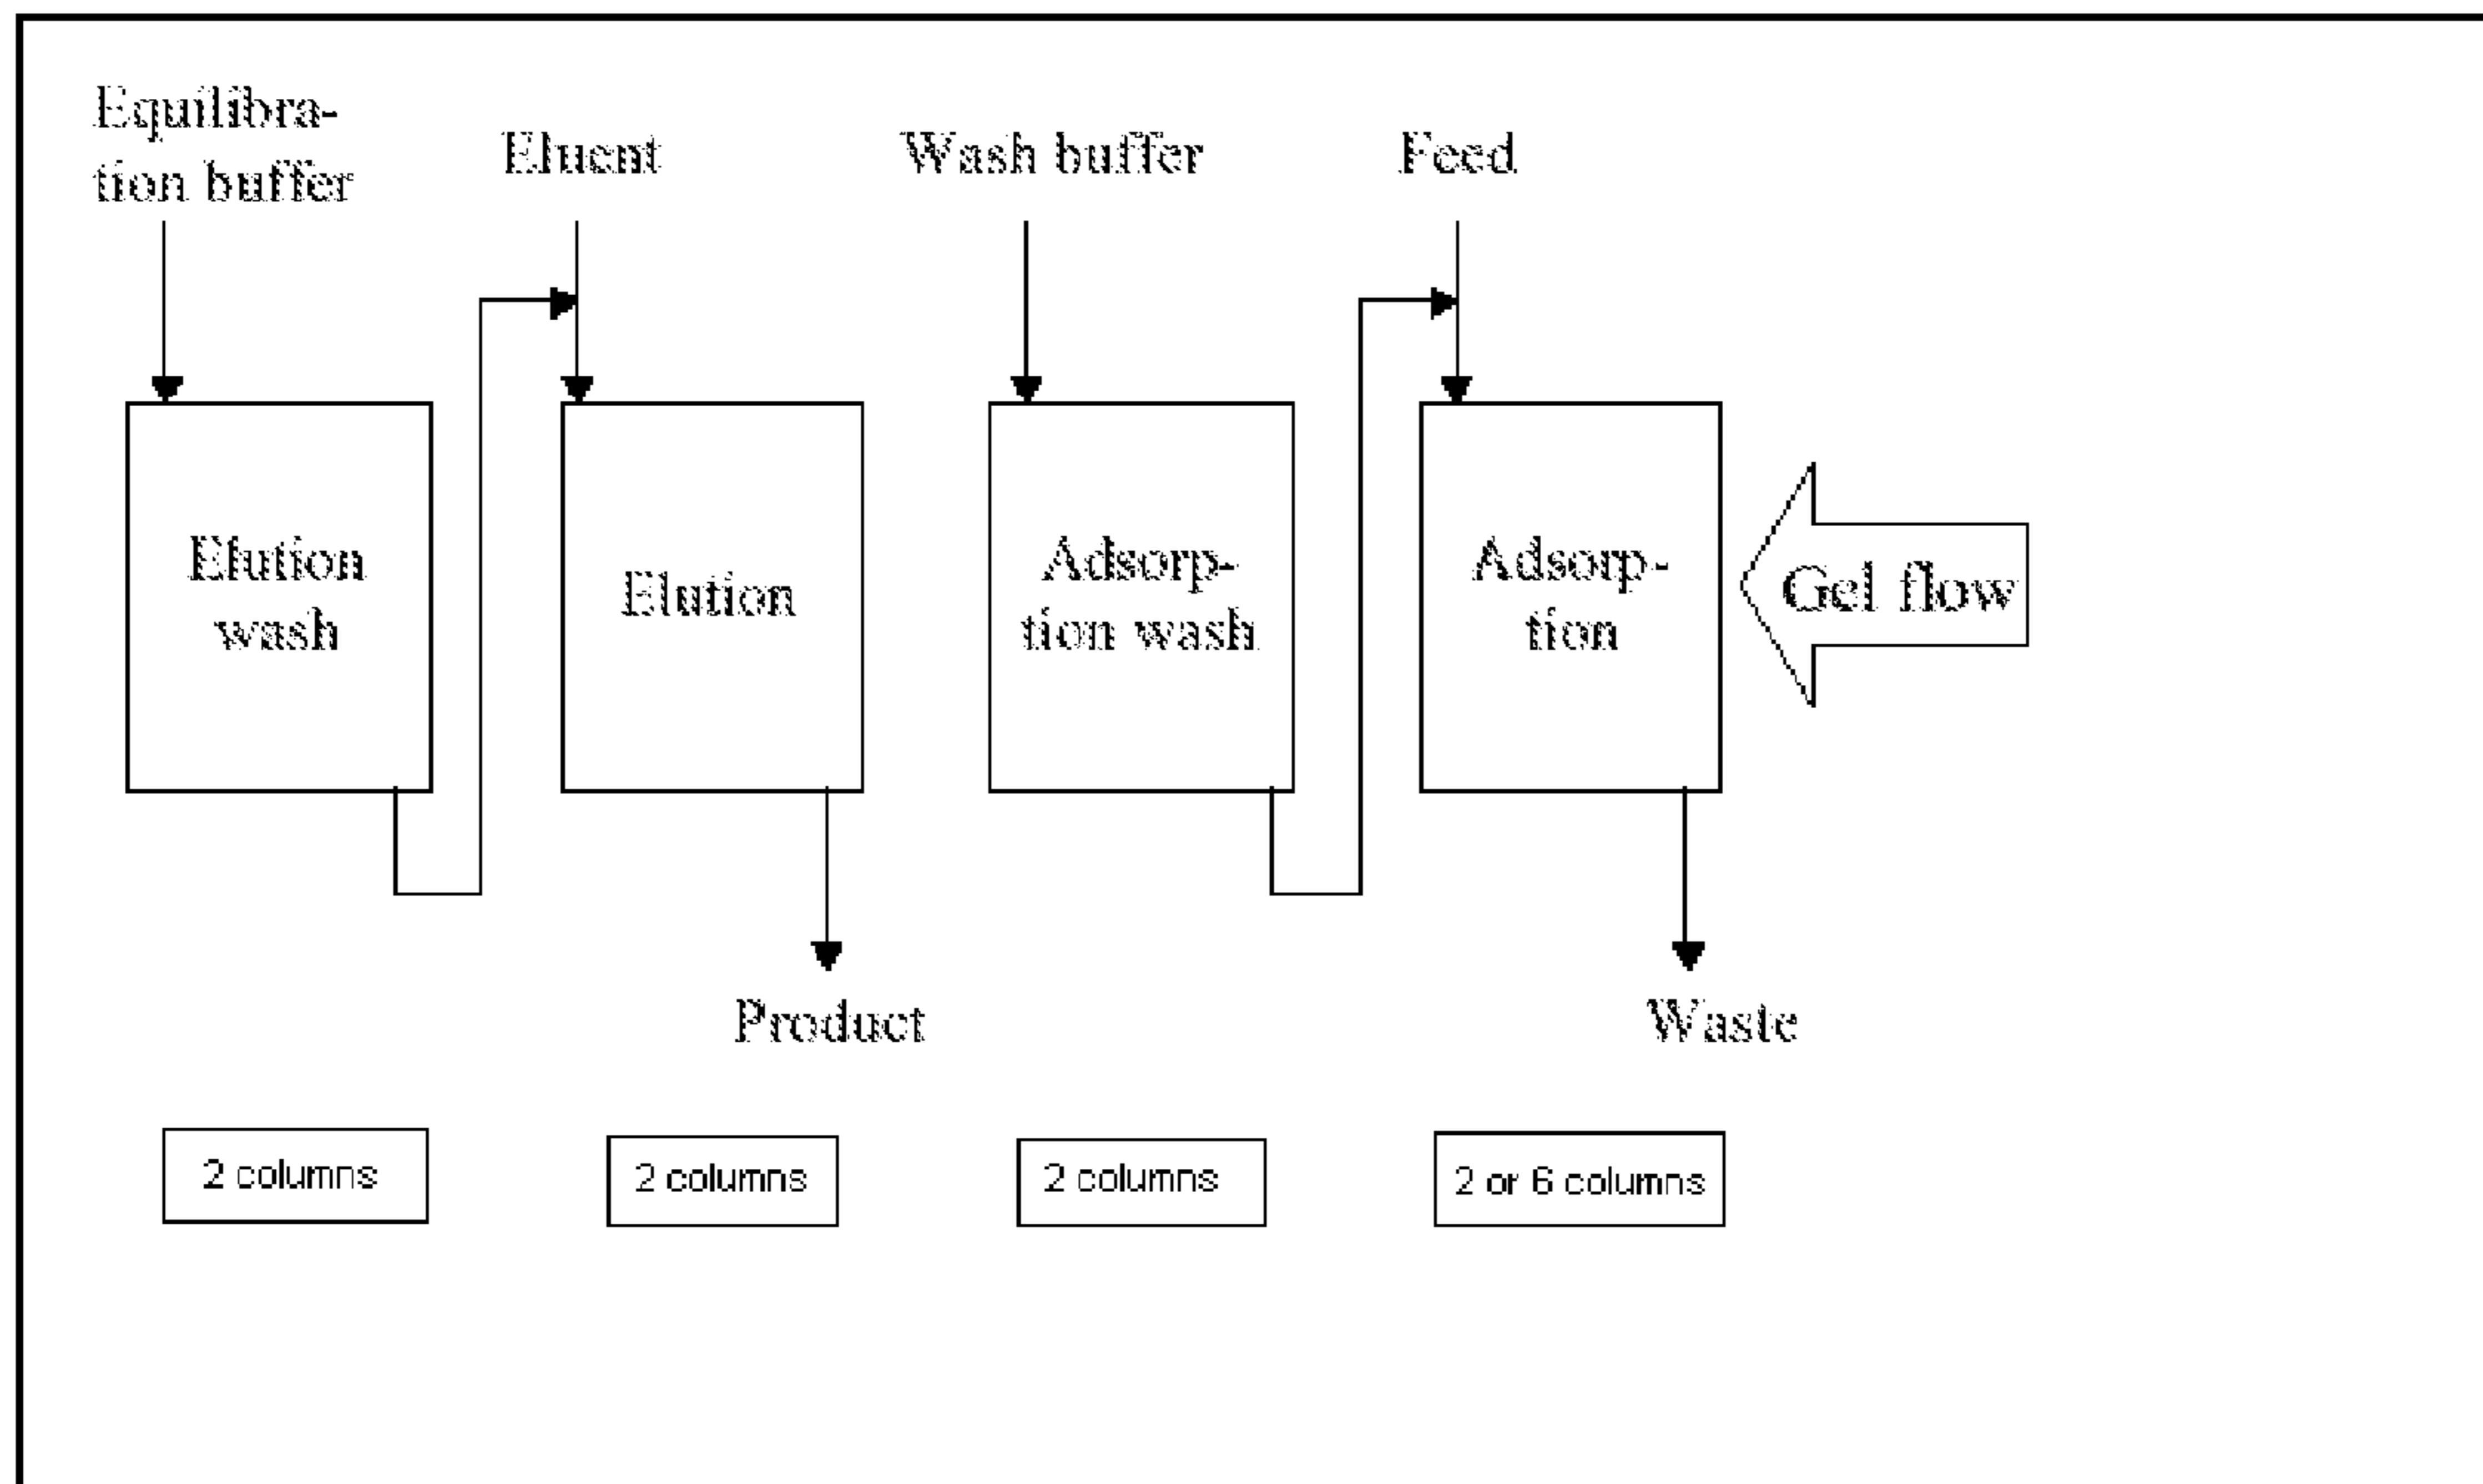 Equilibra-
tion buffer
Eluent
Wash buffer
Feed
Elution
wash
Elution
Adsorp-
tion wash
Adsorp-
tion
Gel flow
Product
Waste
2 columns
2 columns
2 columns
2 or 6 columns